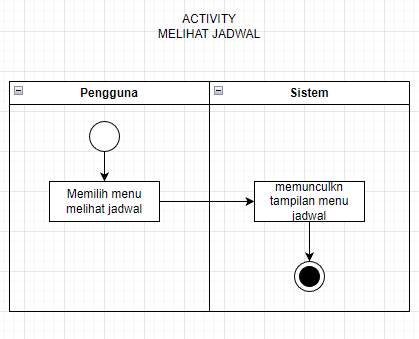 ACTIVITY
MELIHAT JADWAL
Pengguna
Sistem
Memilih menu
melihat jadwal
memunculkn
tampilan menu
jadwal